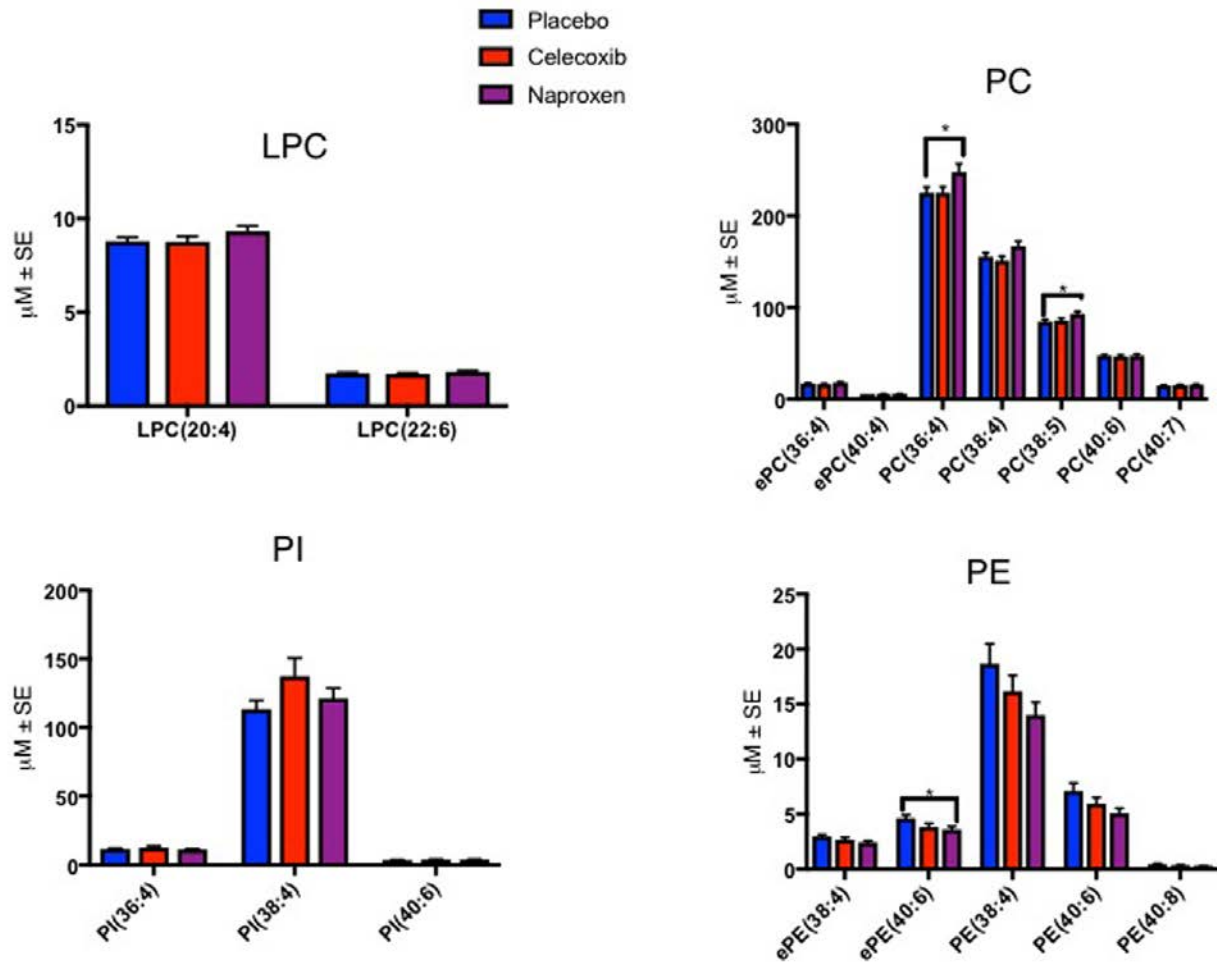 Placebo
Celecoxib
Naproxen
LPC
15
10
5
0
μM ± SE
LPC(20:4)
LPC(22:6)
PC
300
200
100
0
μM ± SE
*
*
ePC(36:4)
ePC(40:4)
PC(36:4)
PC(38:4)
PC(38:5)
PC(40:6)
PC(40:7)
PI
200
150
100
50
0
μM ± SE
PI(36:4)
PI(38:4)
PI(40:6)
PE
25
20
15
10
5
0
μM ± SE
*
ePE(38:4)
ePE(40:6)
PE(38:4)
PE(40:6)
PE(40:8)